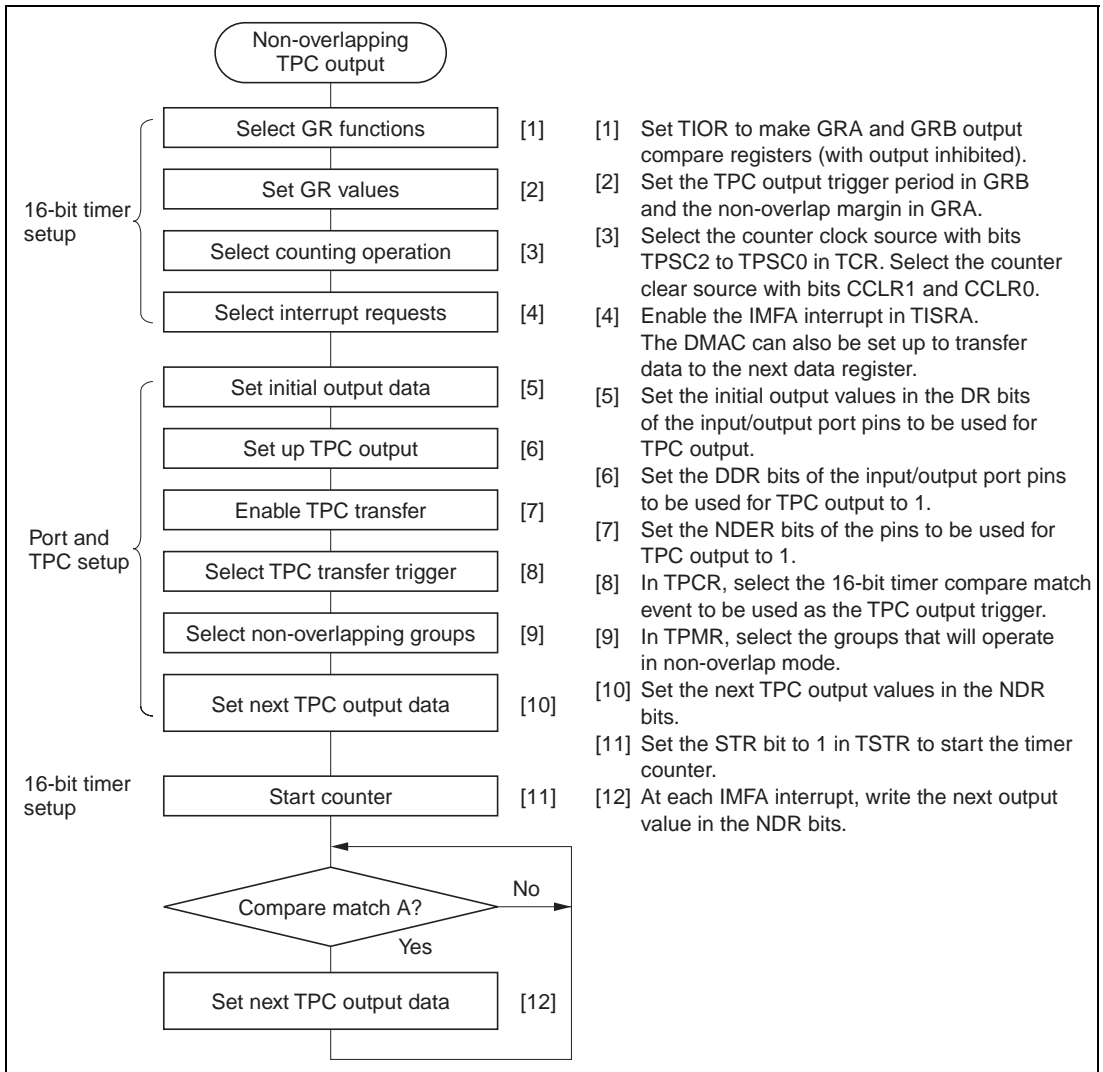 Non-overlapping
TPC output
16-bit timer
setup
Select GR functions [1]
Set GR values [2]
Select counting operation [3]
Select interrupt requests [4]
Port and
TPC setup
Set initial output data [5]
Set up TPC output [6]
Enable TPC transfer [7]
Select TPC transfer trigger [8]
Select non-overlapping groups [9]
Set next TPC output data [10]
16-bit timer
setup
Start counter [11]
Compare match A?
No
Yes
Set next TPC output data [12]
[1] Set TIOR to make GRA and GRB output
compare registers (with output inhibited).
[2] Set the TPC output trigger period in GRB
and the non-overlap margin in GRA.
[3] Select the counter clock source with bits
TPSC2 to TPSC0 in TCR. Select the counter
clear source with bits CCLR1 and CCLR0.
[4] Enable the IMFA interrupt in TISRA.
The DMAC can also be set up to transfer
data to the next data register.
[5] Set the initial output values in the DR bits
of the input/output port pins to be used for
TPC output.
[6] Set the DDR bits of the input/output port pins
to be used for TPC output to 1.
[7] Set the NDER bits of the pins to be used for
TPC output to 1.
[8] In TPCR, select the 16-bit timer compare match
event to be used as the TPC output trigger.
[9] In TPMR, select the groups that will operate
in non-overlap mode.
[10] Set the next TPC output values in the NDR
bits.
[11] Set the STR bit to 1 in TSTR to start the timer
counter.
[12] At each IMFA interrupt, write the next output
value in the NDR bits.